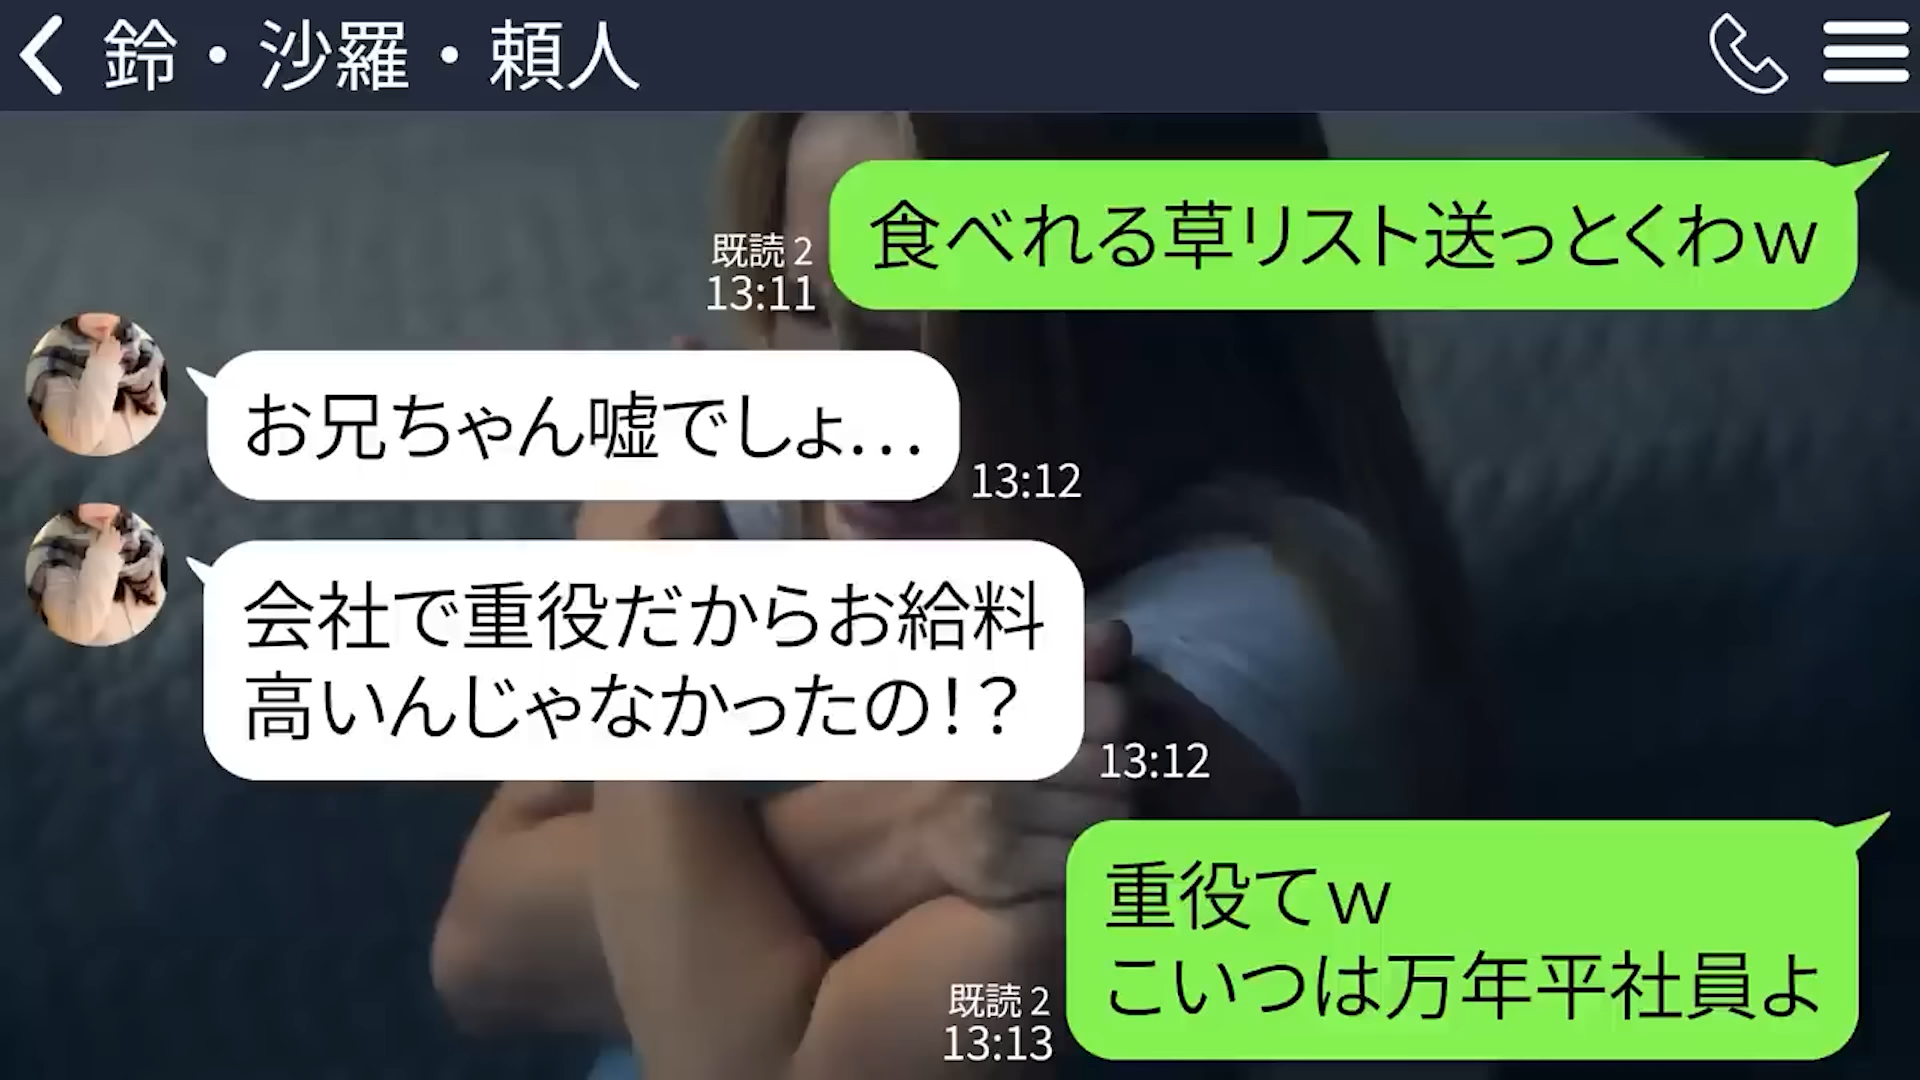 鈴・沙羅・頼人
食べれる草リスト送っとくわｗ
既読 2
13:11
お兄ちゃん嘘でしょ…
13:12
会社で重役だからお給料
高いんじゃなかったの！？
13:12
重役てｗ
こいつは万年平社員よ
既読 2
13:13